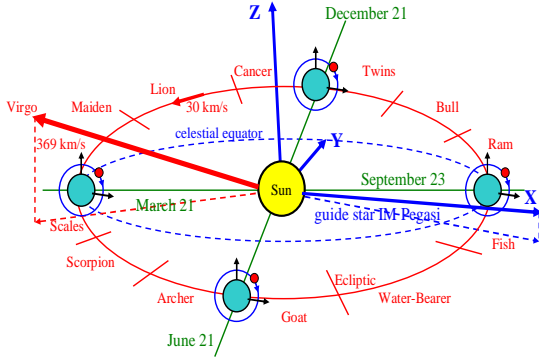 December 21
Z
Cancer
Twins
Lion
30 km/s
Virgo
Maiden
Bull
celestial equator
Y
369 km/s
Ram
Sun
September 23
X
March 21
guide star IM Pegasi
Scales
Fish
Scorpion
Ecliptic
Archer
Goat
Water-Bearer
June 21